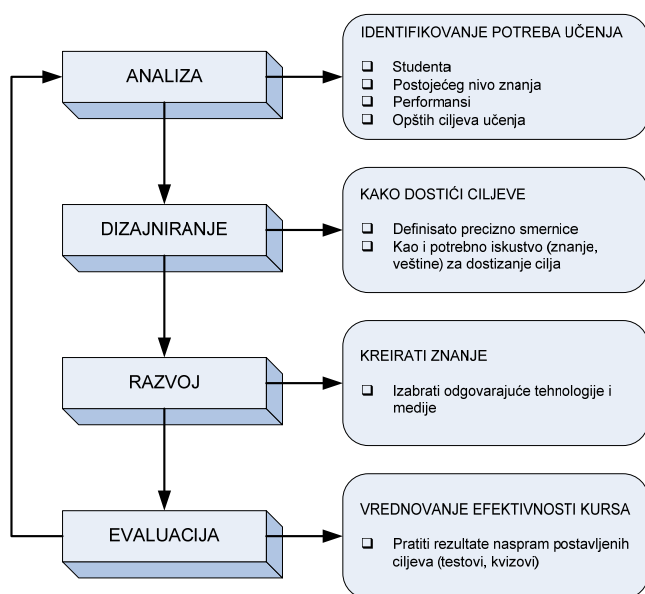 ANALIZA
IDENTIFIKOVANJE POTREBA UČENJA
❑ Studenta
❑ Postojećeg nivo znanja
❑ Performansi
❑ Opštih ciljeva učenja
DIZAJNIRANJE
KAKO DOSTIĆI CILJEVE
❑ Definisato precizno smernice
❑ Kao i potrebno iskustvo (znanje,
veštine) za dostizanje cilja
RAZVOJ
KREIRATI ZNANJE
❑ Izabrati odgovarajuće tehnologije i
medije
EVALUACIJA
VREDNOVANJE EFEKTIVNOSTI KURSA
❑ Pratiti rezultate naspram postavljenih
ciljeva (testovi, kvizovi)